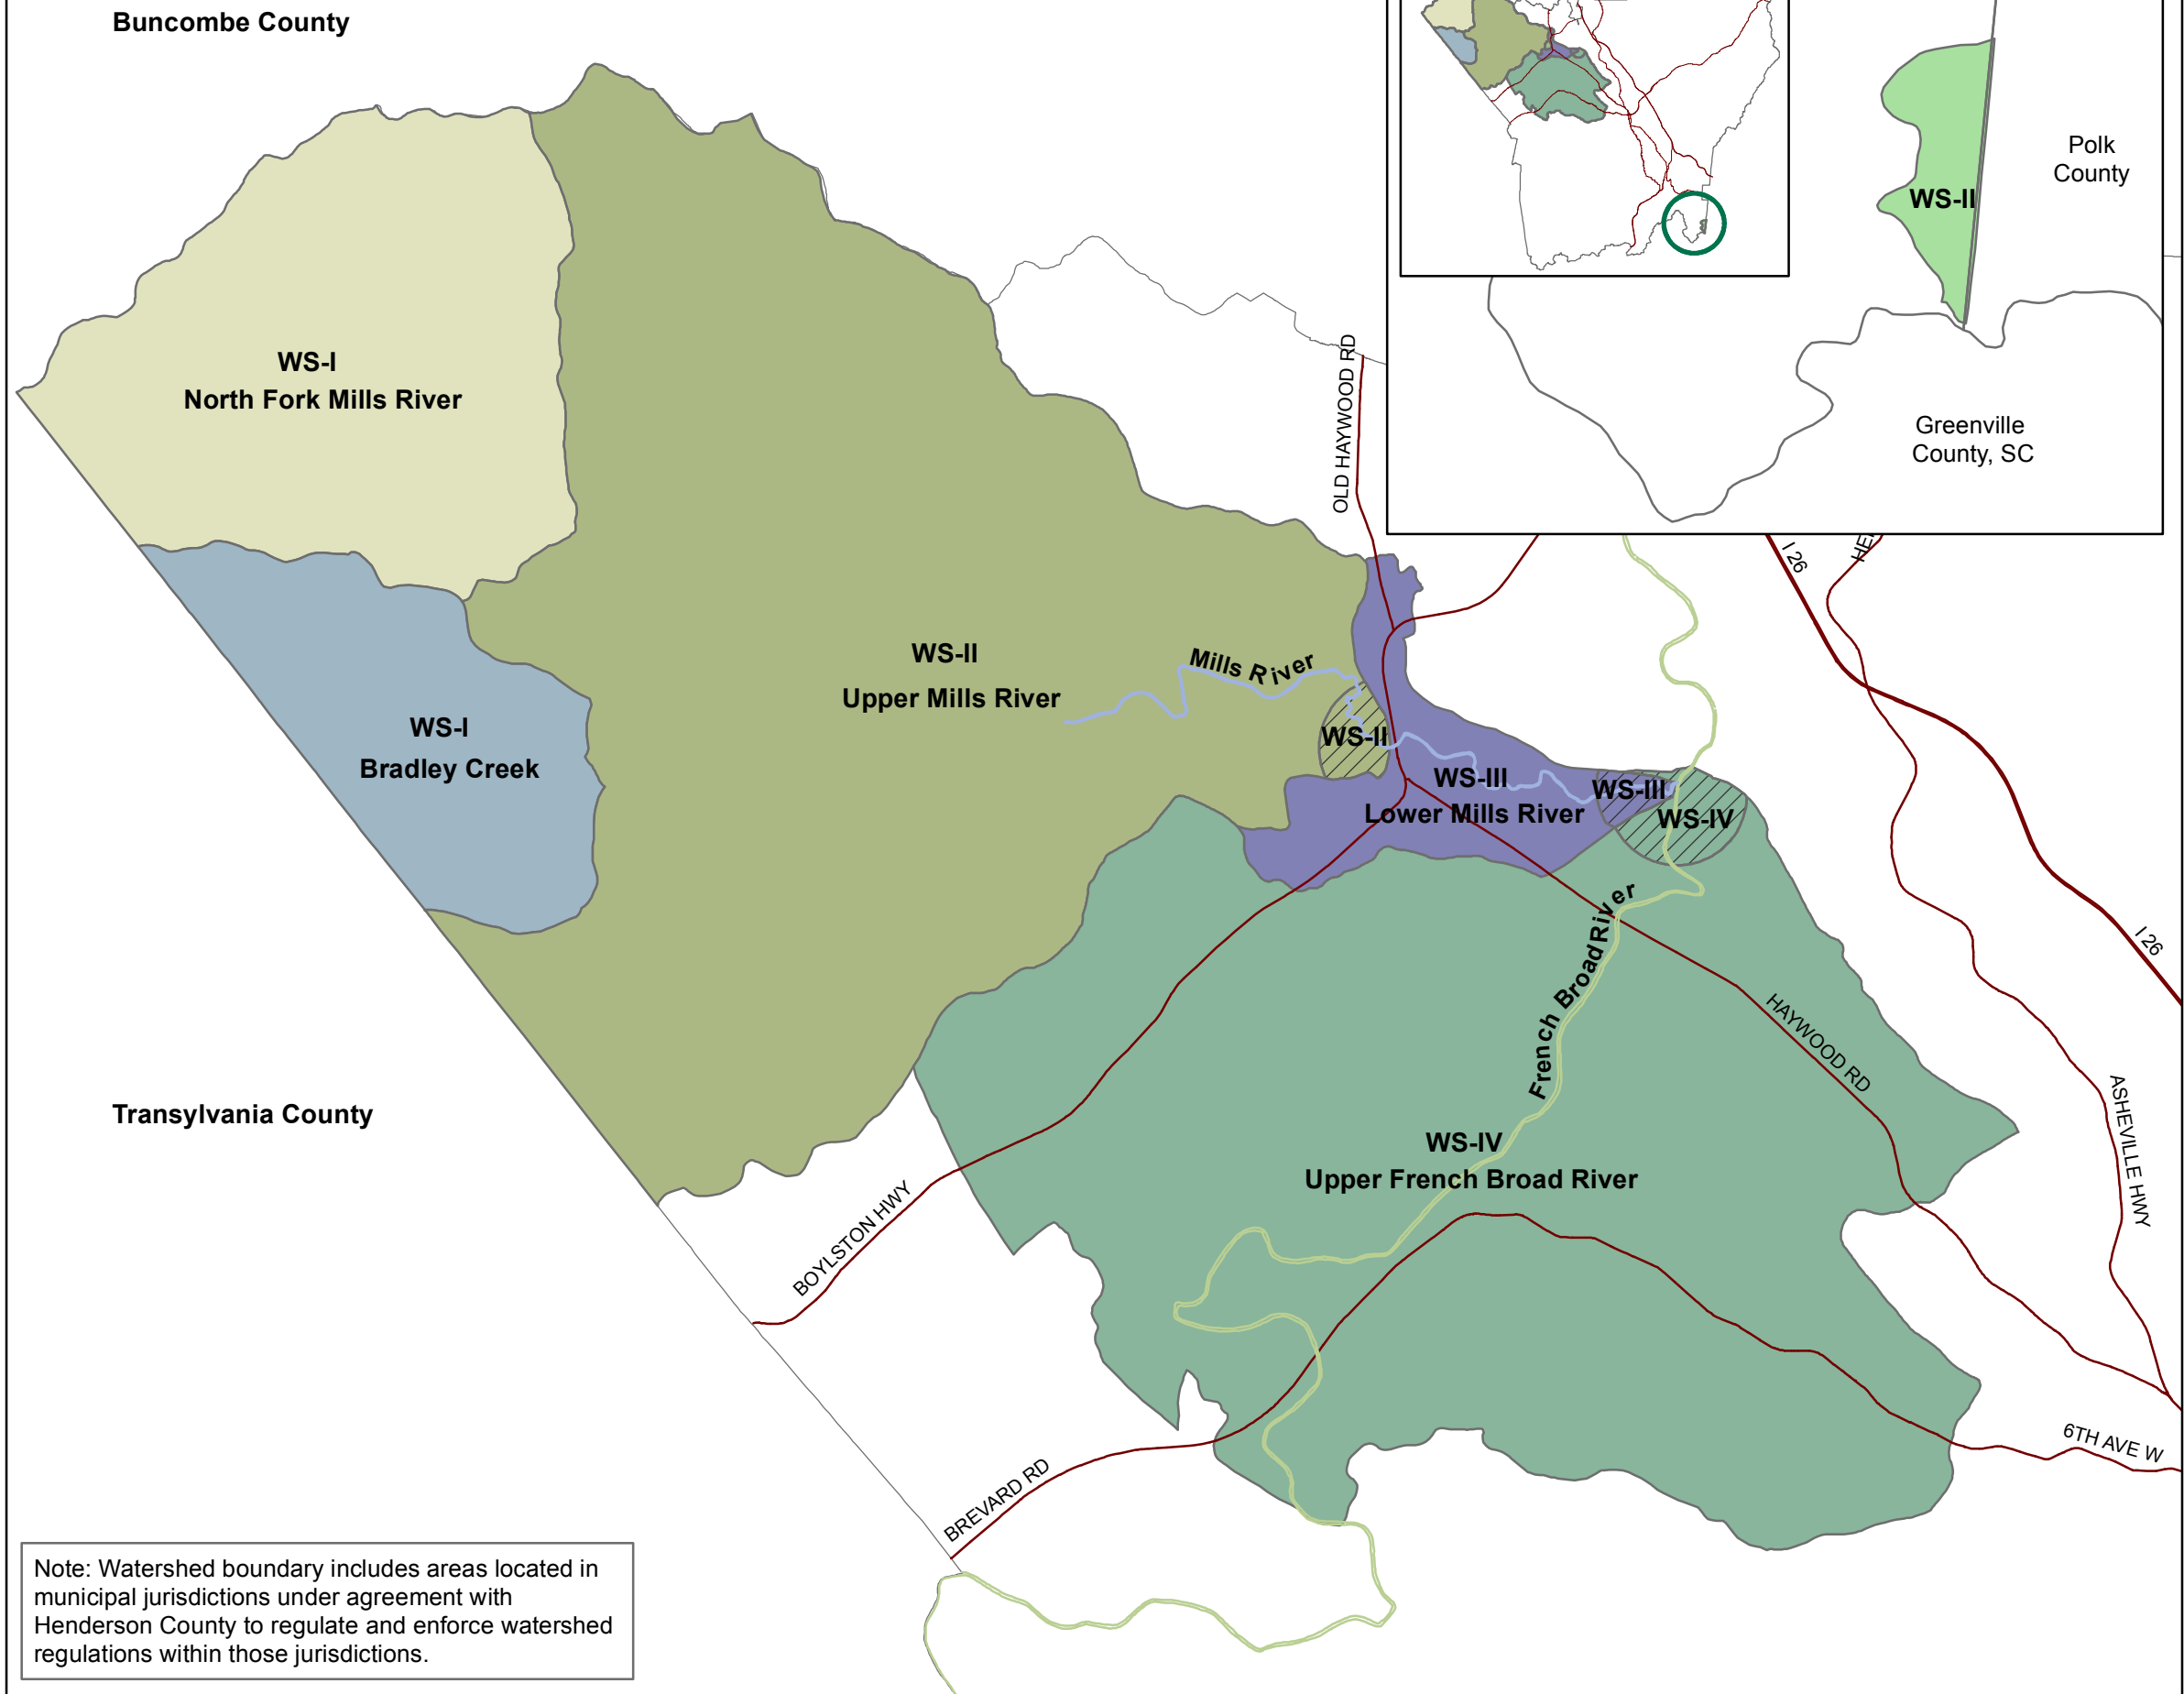 Buncombe County
Polk
County
WS-II
Greenville
County, SC
WS-I
North Fork Mills River
OLD HAYWOOD RD
I 26
WS-II
Upper Mills River
Mills River
WS-I
Bradley Creek
WS-II
WS-III
Lower Mills River
WS-III
WS-IV
French Broad River
I 26
HAYWOOD RD
ASHEVILLE HWY
Transylvania County
WS-IV
Upper French Broad River
BOYLSTON HWY
BREVARD RD
6TH AVE W
Note: Watershed boundary includes areas located in
municipal jurisdictions under agreement with
Henderson County to regulate and enforce watershed
regulations within those jurisdictions.